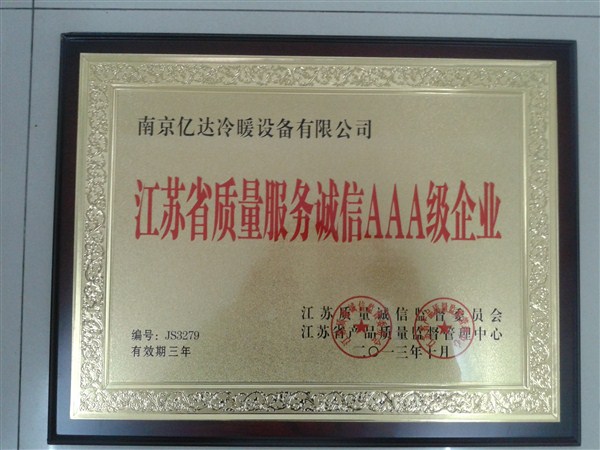 南京亿达冷暖设备有限公司
江苏省质量服务诚信AAA级企业
江苏质量诚信监督委员会
江苏省产品质量监督管理中心
编号：JS3279
有效期三年
二〇一三年十月